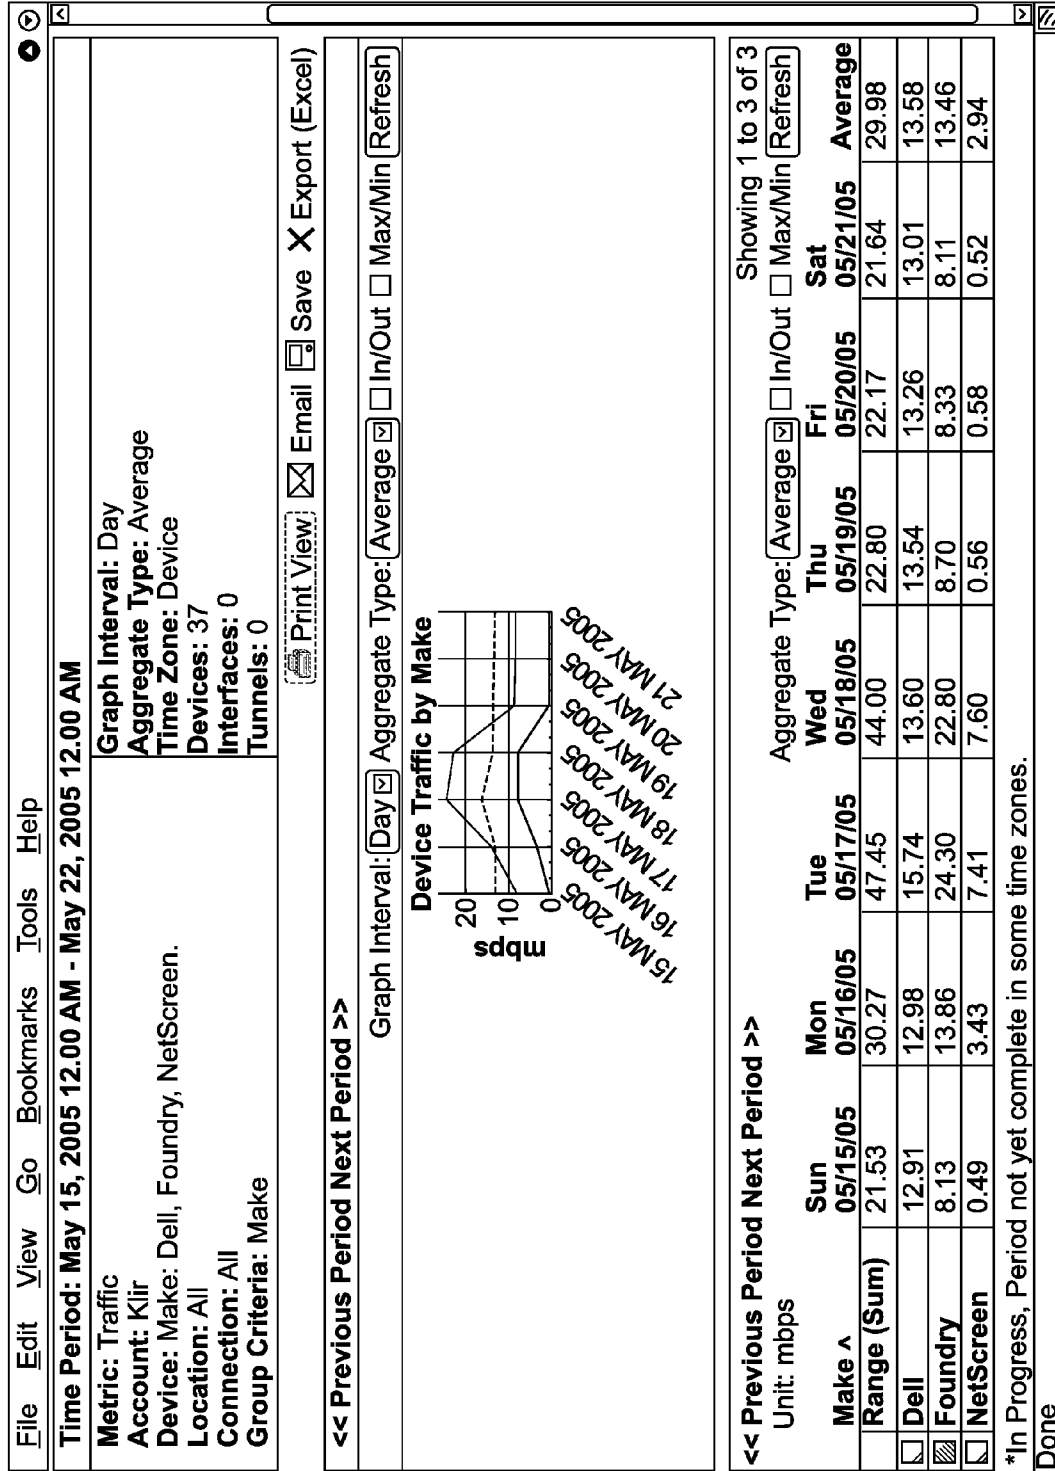 File Edit View Go Bookmarks Tools Help
Time Period: May 15, 2005 12.00 AM - May 22, 2005 12.00 AM
Metric: Traffic
Account: Klir
Device: Make: Dell, Foundry, NetScreen.
Location: All
Connection: All
Group Criteria: Make
Graph Interval: Day
Aggregate Type: Average
Time Zone: Device
Devices: 37
Interfaces: 0
Tunnels: 0
Print View Email Save Export (Excel)
<< Previous Period Next Period >>
Graph Interval: Day Aggregate Type: Average In/Out Max/Min Refresh
Device Traffic by Make
mbps
20
10
0
15 MAY 2005
16 MAY 2005
17 MAY 2005
18 MAY 2005
19 MAY 2005
20 MAY 2005
21 MAY 2005
<< Previous Period Next Period >> Showing 1 to 3 of 3
Unit: mbps Aggregate Type: Average In/Out Max/Min Refresh
Sun Mon Tue Wed Thu Fri Sat
Make ^ 05/15/05 05/16/05 05/17/05 05/18/05 05/19/05 05/20/05 05/21/05 Average
Range (Sum) 21.53 30.27 47.45 44.00 22.80 22.17 21.64 29.98
Dell 12.91 12.98 15.74 13.60 13.54 13.26 13.01 13.58
Foundry 8.13 13.86 24.30 22.80 8.70 8.33 8.11 13.46
NetScreen 0.49 3.43 7.41 7.60 0.56 0.58 0.52 2.94
*In Progress, Period not yet complete in some time zones.
Done